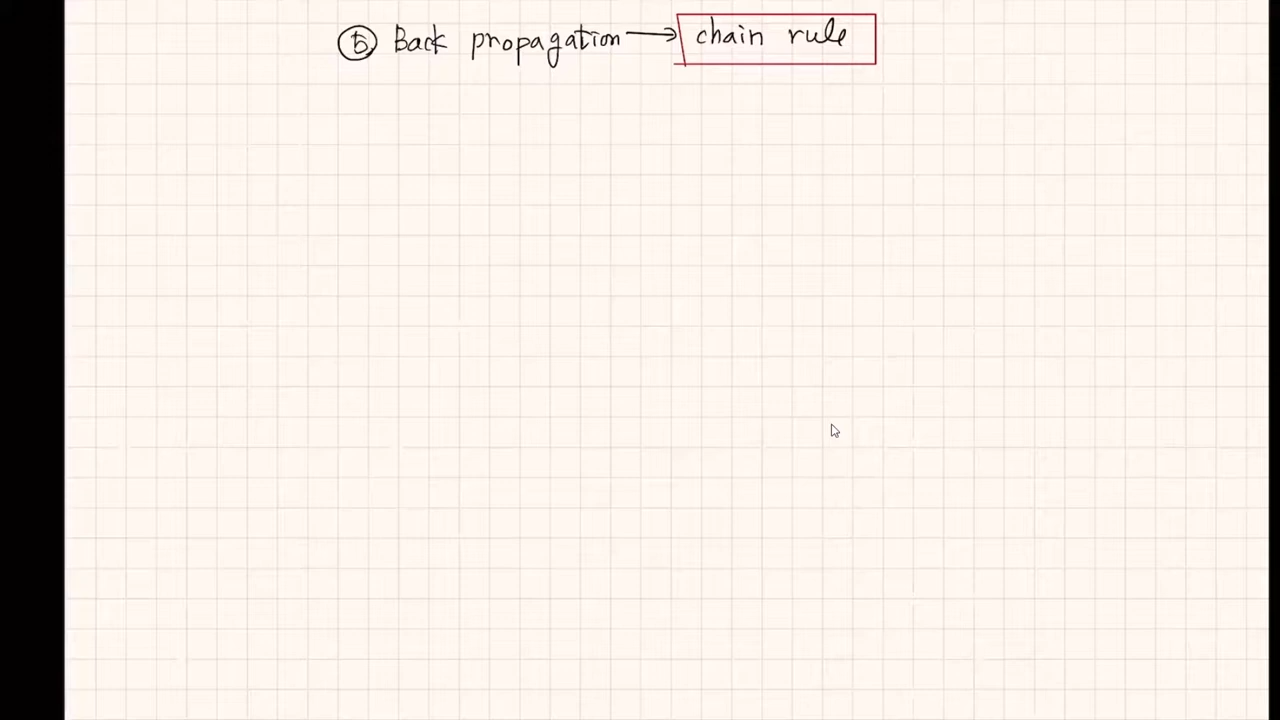 ⑤ Back propagation → chain rule